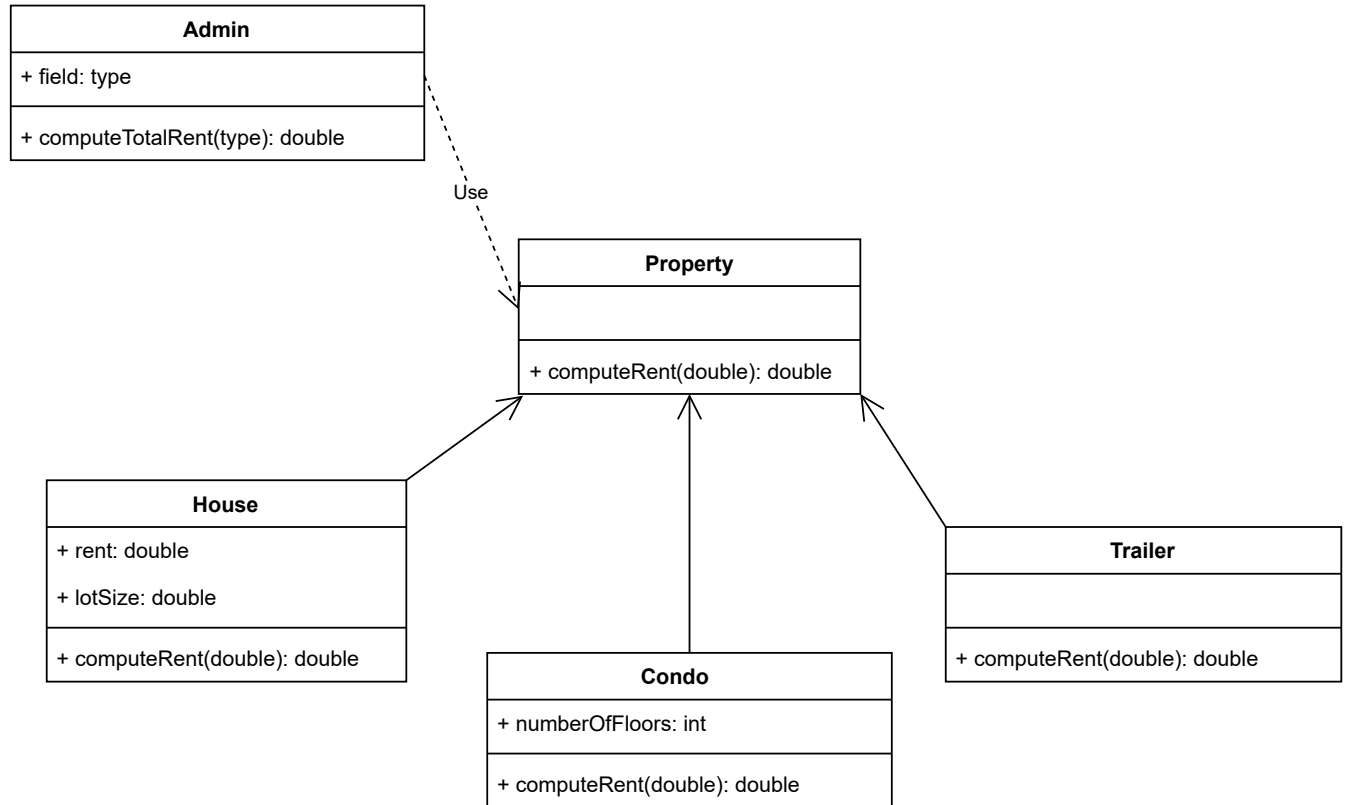 Admin
+ field: type
+ computeTotalRent(type): double
Use
Property
+ computeRent(double): double
House
+ rent: double
+ lotSize: double
+ computeRent(double): double
Condo
+ numberOfFloors: int
+ computeRent(double): double
Trailer
+ computeRent(double): double